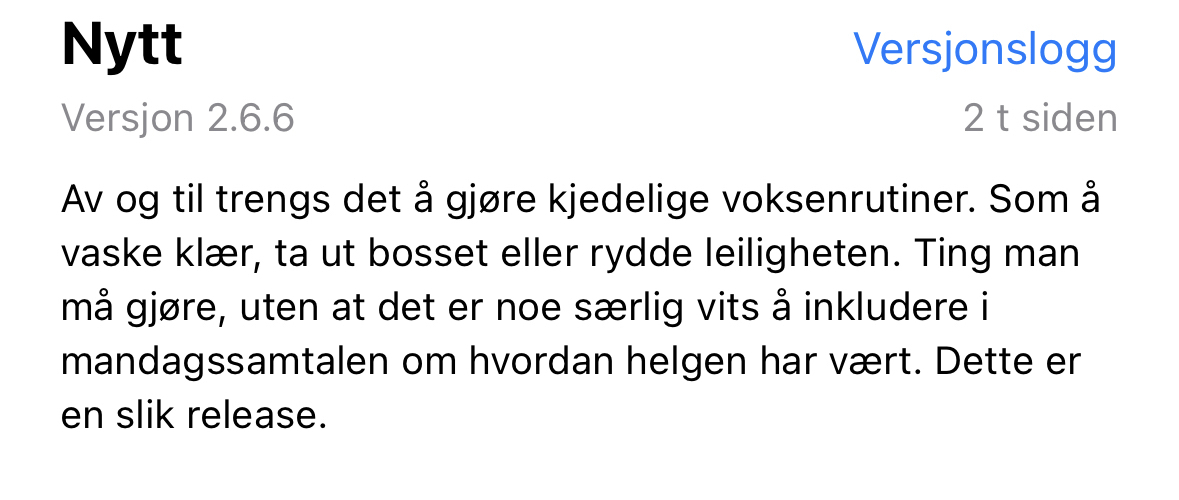 Nytt
Versjonslogg
Versjon 2.6.6
2 t siden
Av og til trengs det å gjøre kjedelige voksenrutiner. Som å
vaske klær, ta ut bosset eller rydde leiligheten. Ting man
må gjøre, uten at det er noe særlig vits å inkludere i
mandagssamtalen om hvordan helgen har vært. Dette er
en slik release.